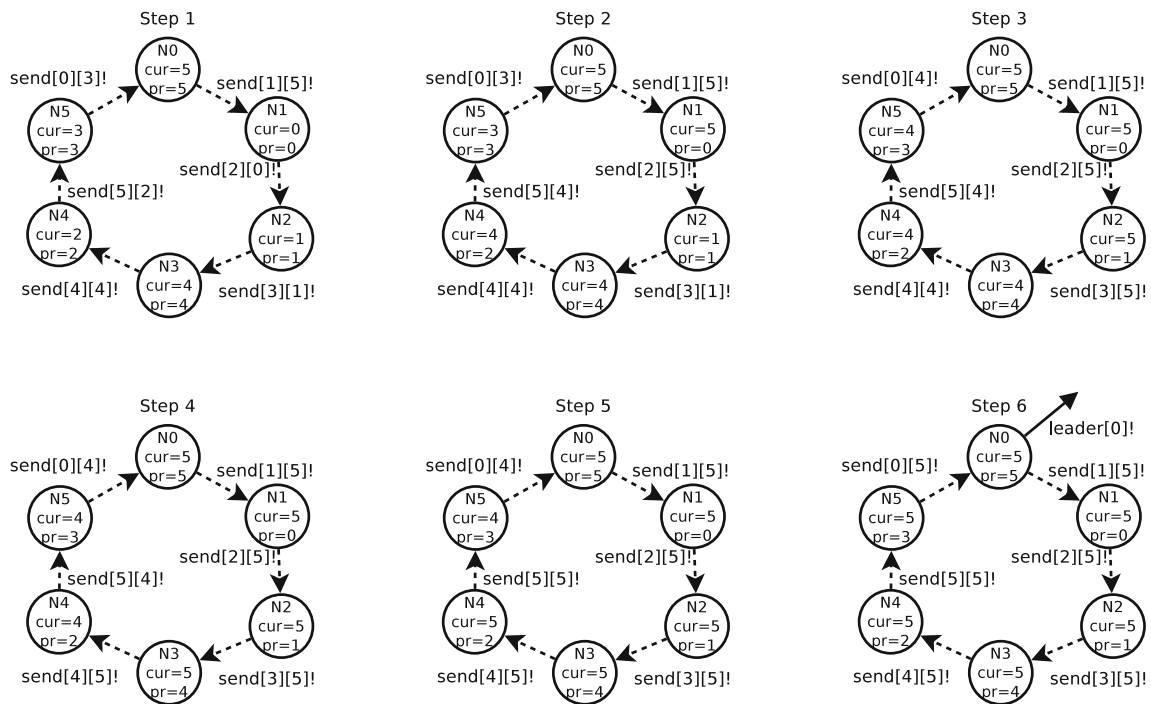 Step 1
N0
cur=5
pr=5
send[0][3]!
send[1][5]!
N5
cur=3
pr=3
N1
cur=0
pr=0
send[2][0]!
send[5][2]!
N4
cur=2
pr=2
N2
cur=1
pr=1
N3
cur=4
pr=4
send[4][4]!
send[3][1]!
Step 2
N0
cur=5
pr=5
send[0][3]!
send[1][5]!
N5
cur=3
pr=3
N1
cur=5
pr=0
send[2][5]!
send[5][4]!
N4
cur=4
pr=2
N2
cur=1
pr=1
N3
cur=4
pr=4
send[4][4]!
send[3][1]!
Step 3
N0
cur=5
pr=5
send[0][4]!
send[1][5]!
N5
cur=4
pr=3
N1
cur=5
pr=0
send[2][5]!
send[5][4]!
N4
cur=4
pr=2
N2
cur=5
pr=1
N3
cur=4
pr=4
send[4][4]!
send[3][5]!
Step 4
N0
cur=5
pr=5
send[0][4]!
send[1][5]!
N5
cur=4
pr=3
N1
cur=5
pr=0
send[2][5]!
send[5][4]!
N4
cur=4
pr=2
N2
cur=5
pr=1
N3
cur=5
pr=4
send[4][5]!
send[3][5]!
Step 5
N0
cur=5
pr=5
send[0][4]!
send[1][5]!
N5
cur=4
pr=3
N1
cur=5
pr=0
send[2][5]!
send[5][5]!
N4
cur=5
pr=2
N2
cur=5
pr=1
N3
cur=5
pr=4
send[4][5]!
send[3][5]!
Step 6
leader[0]!
N0
cur=5
pr=5
send[0][5]!
send[1][5]!
N5
cur=5
pr=3
N1
cur=5
pr=0
send[2][5]!
send[5][5]!
N4
cur=5
pr=2
N2
cur=5
pr=1
N3
cur=5
pr=4
send[4][5]!
send[3][5]!